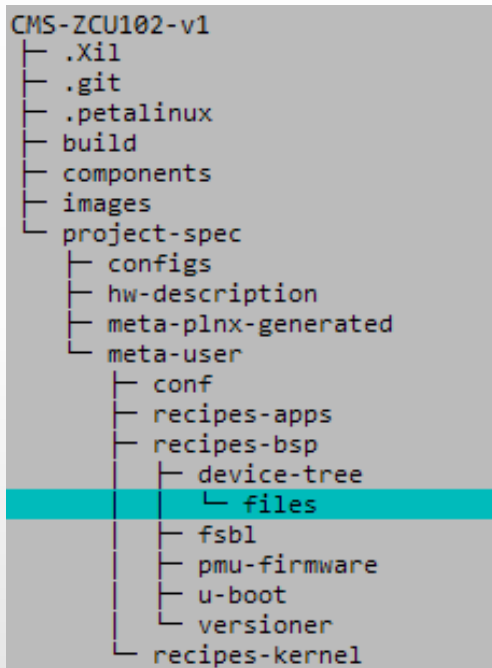 CMS-ZCU102-v1
.Xil
.git
.petalinux
build
components
images
project-spec
configs
hw-description
meta-plnx-generated
meta-user
conf
recipes-apps
recipes-bsp
device-tree
files
fsbl
pmu-firmware
u-boot
versioner
recipes-kernel